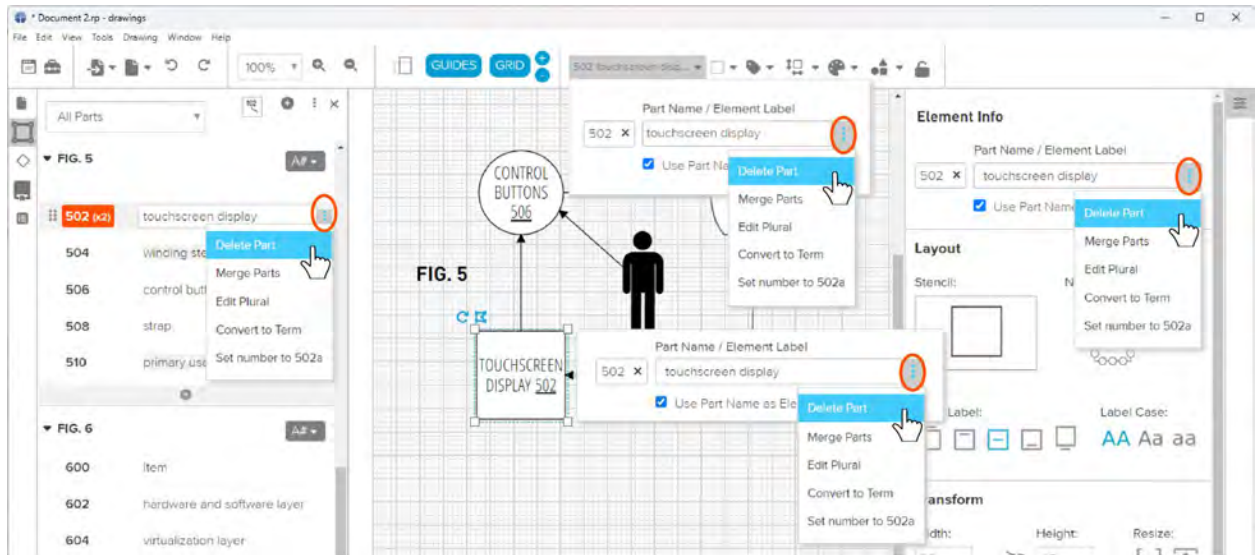 * Document 2.rp - drawings
File Edit View Tools Drawing Window Help
100%
GUIDES GRID
502 touchscreen disp...
All Parts
FIG. 5
A#
502 (x2) touchscreen display
Delete Part
Merge Parts
Edit Plural
Convert to Term
Set number to 502a
504 winding ste
506 control butt
508 strap
510 primary use
FIG. 6
A#
600 Item
602 hardware and software layer
604 virtualization layer
CONTROL
BUTTONS
506
FIG. 5
TOUCHSCREEN
DISPLAY 502
Part Name / Element Label
502 × touchscreen display
Use Part Na
Delete Part
Merge Parts
Edit Plural
Convert to Term
Set number to 502a
Part Name / Element Label
502 × touchscreen display
Use Part Name as Ele
Delete Part
Merge Parts
Edit Plural
Convert to Term
Set number to 502a
Element Info
Part Name / Element Label
502 × touchscreen display
Use Part Name
Delete Part
Merge Parts
Edit Plural
Convert to Term
Set number to 502a
Layout
Stencil:
N
Label:
Label Case:
AA Aa aa
ansform
idth: Height: Resize: